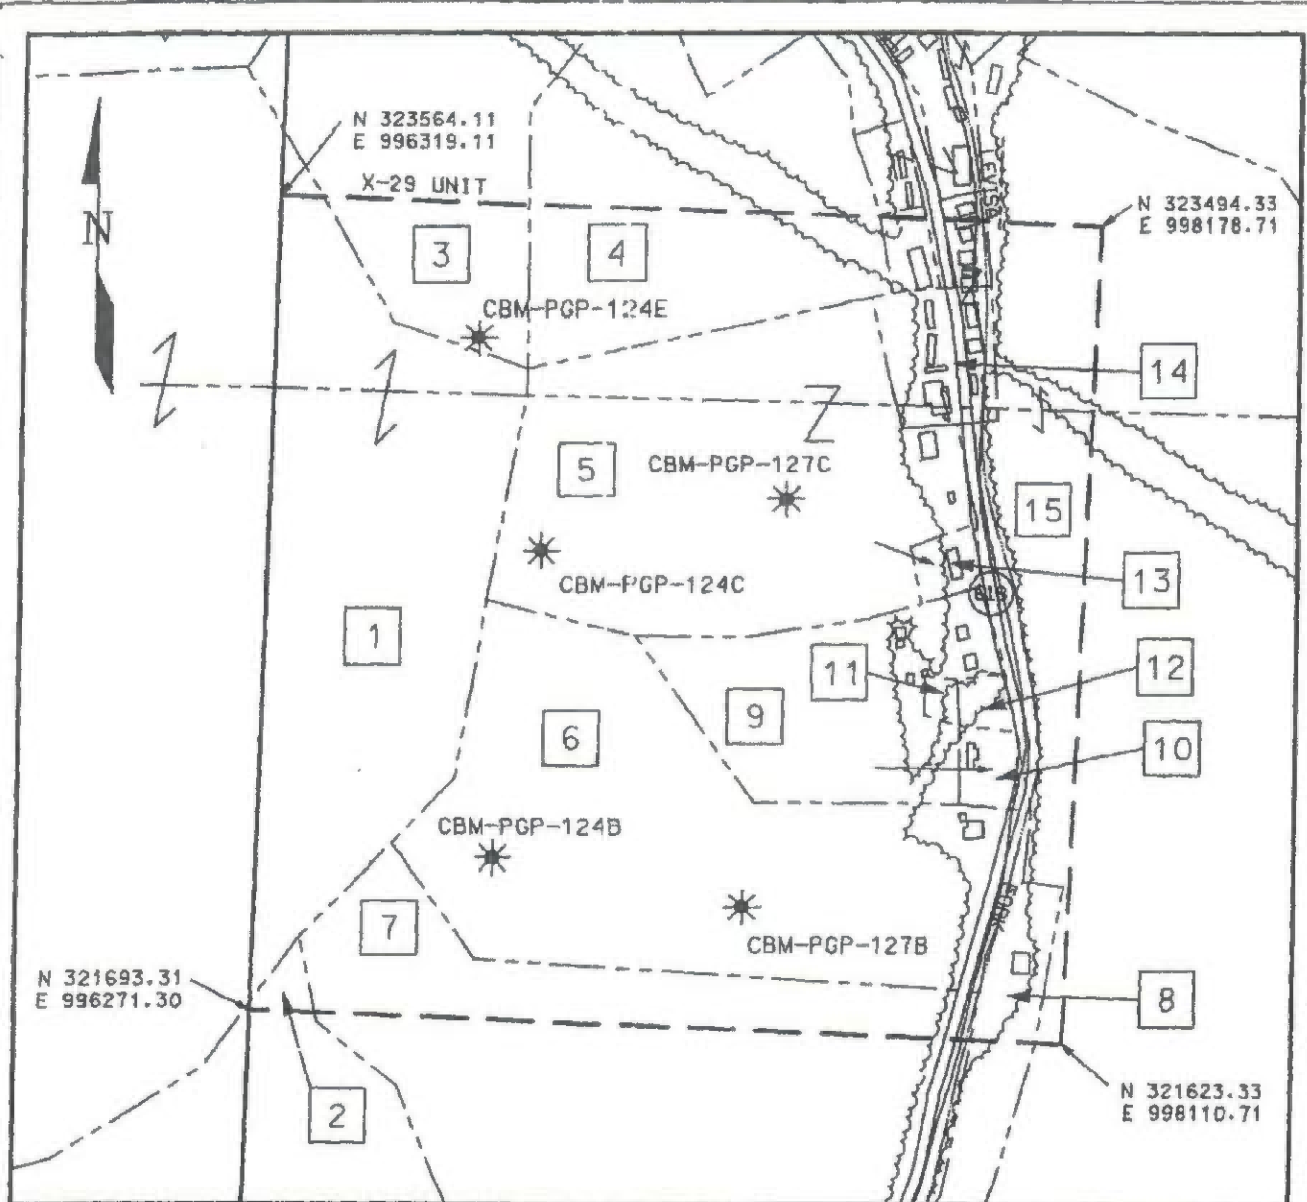 N 323564.11
E 996319.11
X-29 UNIT
N 323494.33
E 998178.71
N
3
4
CBM-PGP-124E
14
5
CBM-PGP-127C
15
CBM-PGP-124C
13
1
11
12
9
6
10
CBM-PGP-124B
7
CBM-PGP-127B
N 321693.31
E 996271.30
8
2
N 321623.33
E 998110.71